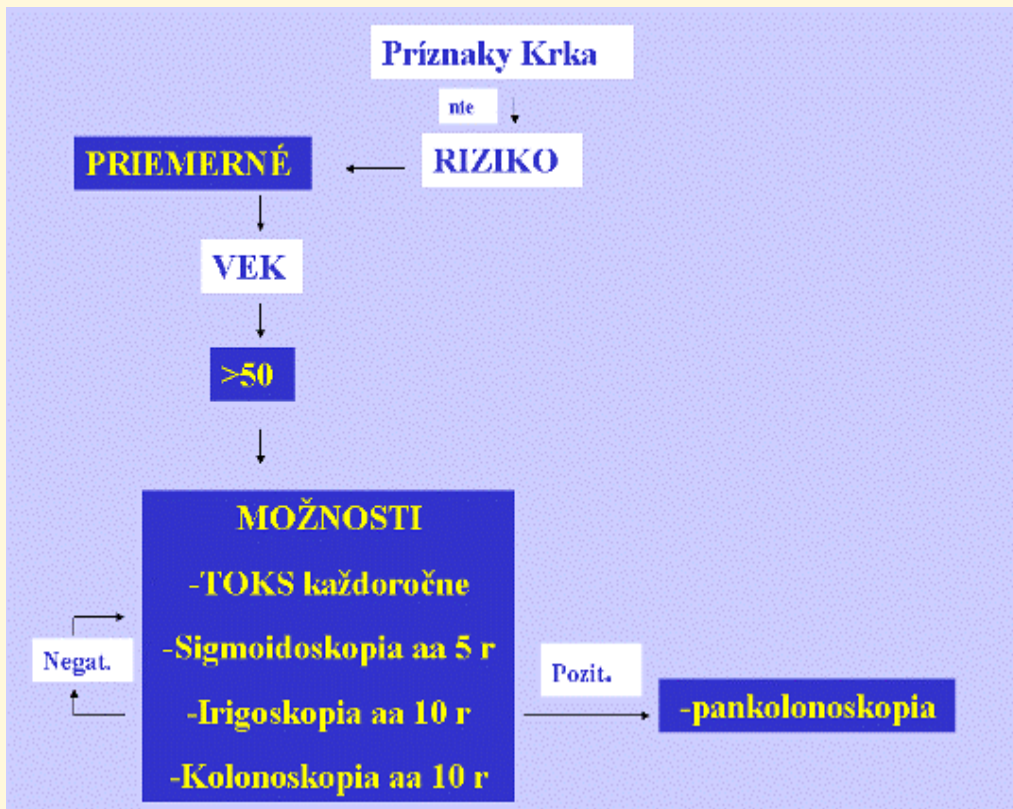 Príznaky Krka
nie
RIZIKO
PRIEMERNÉ
VEK
>50
MOŽNOSTI
-TOKS každoročne
-Sigmoidoskopia aa 5 r
-Irigoskopia aa 10 r
-Kolonoskopia aa 10 r
Negat.
Pozit.
-pankolonoskopia